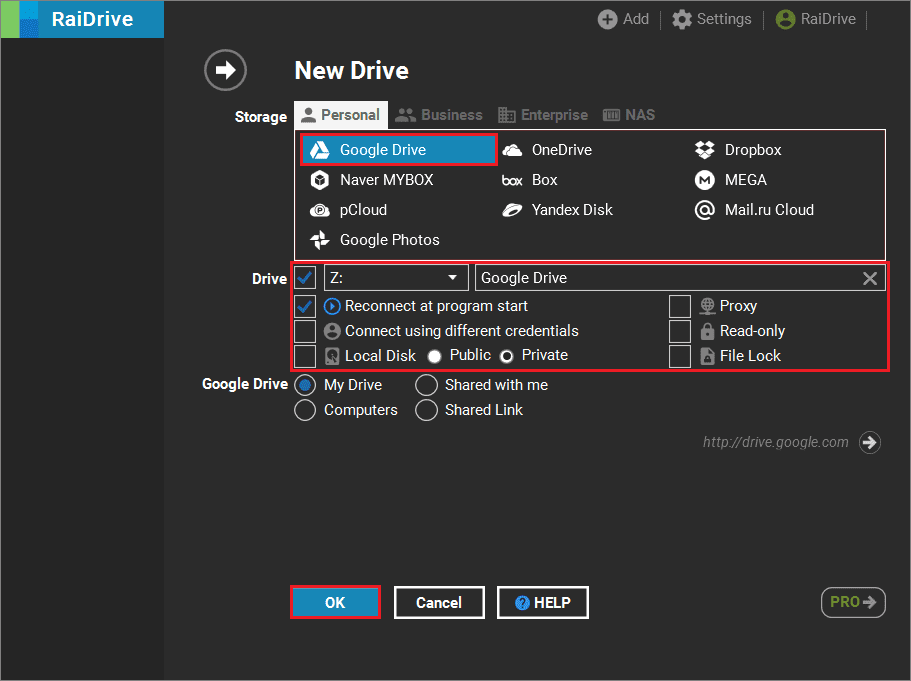 RaiDrive
Add Settings RaiDrive
New Drive
Storage Personal Business Enterprise NAS
Google Drive OneDrive Dropbox
Naver MYBOX box Box MEGA
pCloud Yandex Disk Mail.ru Cloud
Google Photos
Drive Z: Google Drive
Reconnect at program start Proxy
Connect using different credentials Read-only
Local Disk Public Private File Lock
Google Drive My Drive Shared with me
Computers Shared Link
http://drive.google.com
OK Cancel HELP PRO